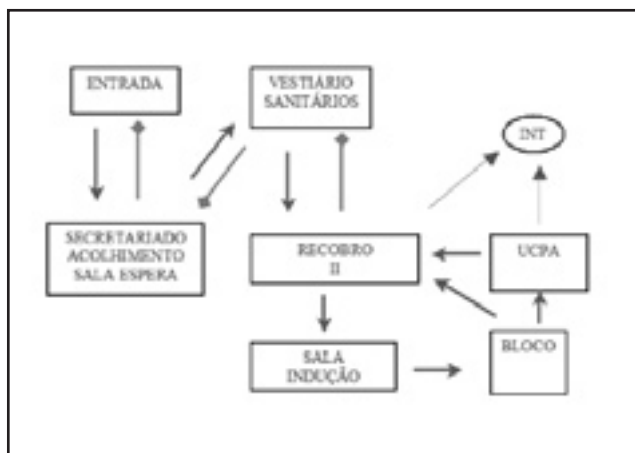 ENTRADA
VESTIÁRIO
SANITÁRIOS
INT
SECRETARIADO
ACOLHIMENTO
SALA ESPERA
RECOBRO
II
UCPA
SALA
INDUÇÃO
BLOCO